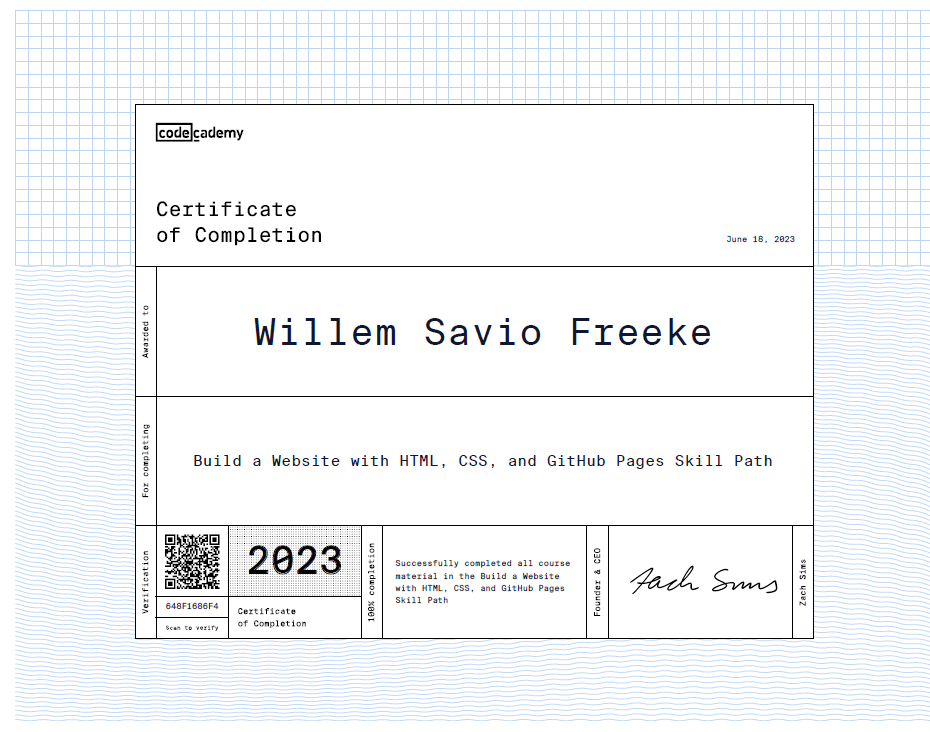 codecademy
Certificate
of Completion
June 18, 2023
Awarded to
Willem Savio Freeke
For completing
Build a Website with HTML, CSS, and GitHub Pages Skill Path
Verification
648F1686F4
Scan to verify
2023
Certificate
of Completion
100% completion
Successfully completed all course
material in the Build a Website
with HTML, CSS, and GitHub Pages
Skill Path
Founder & CEO
Zach Sims
Zach Sims